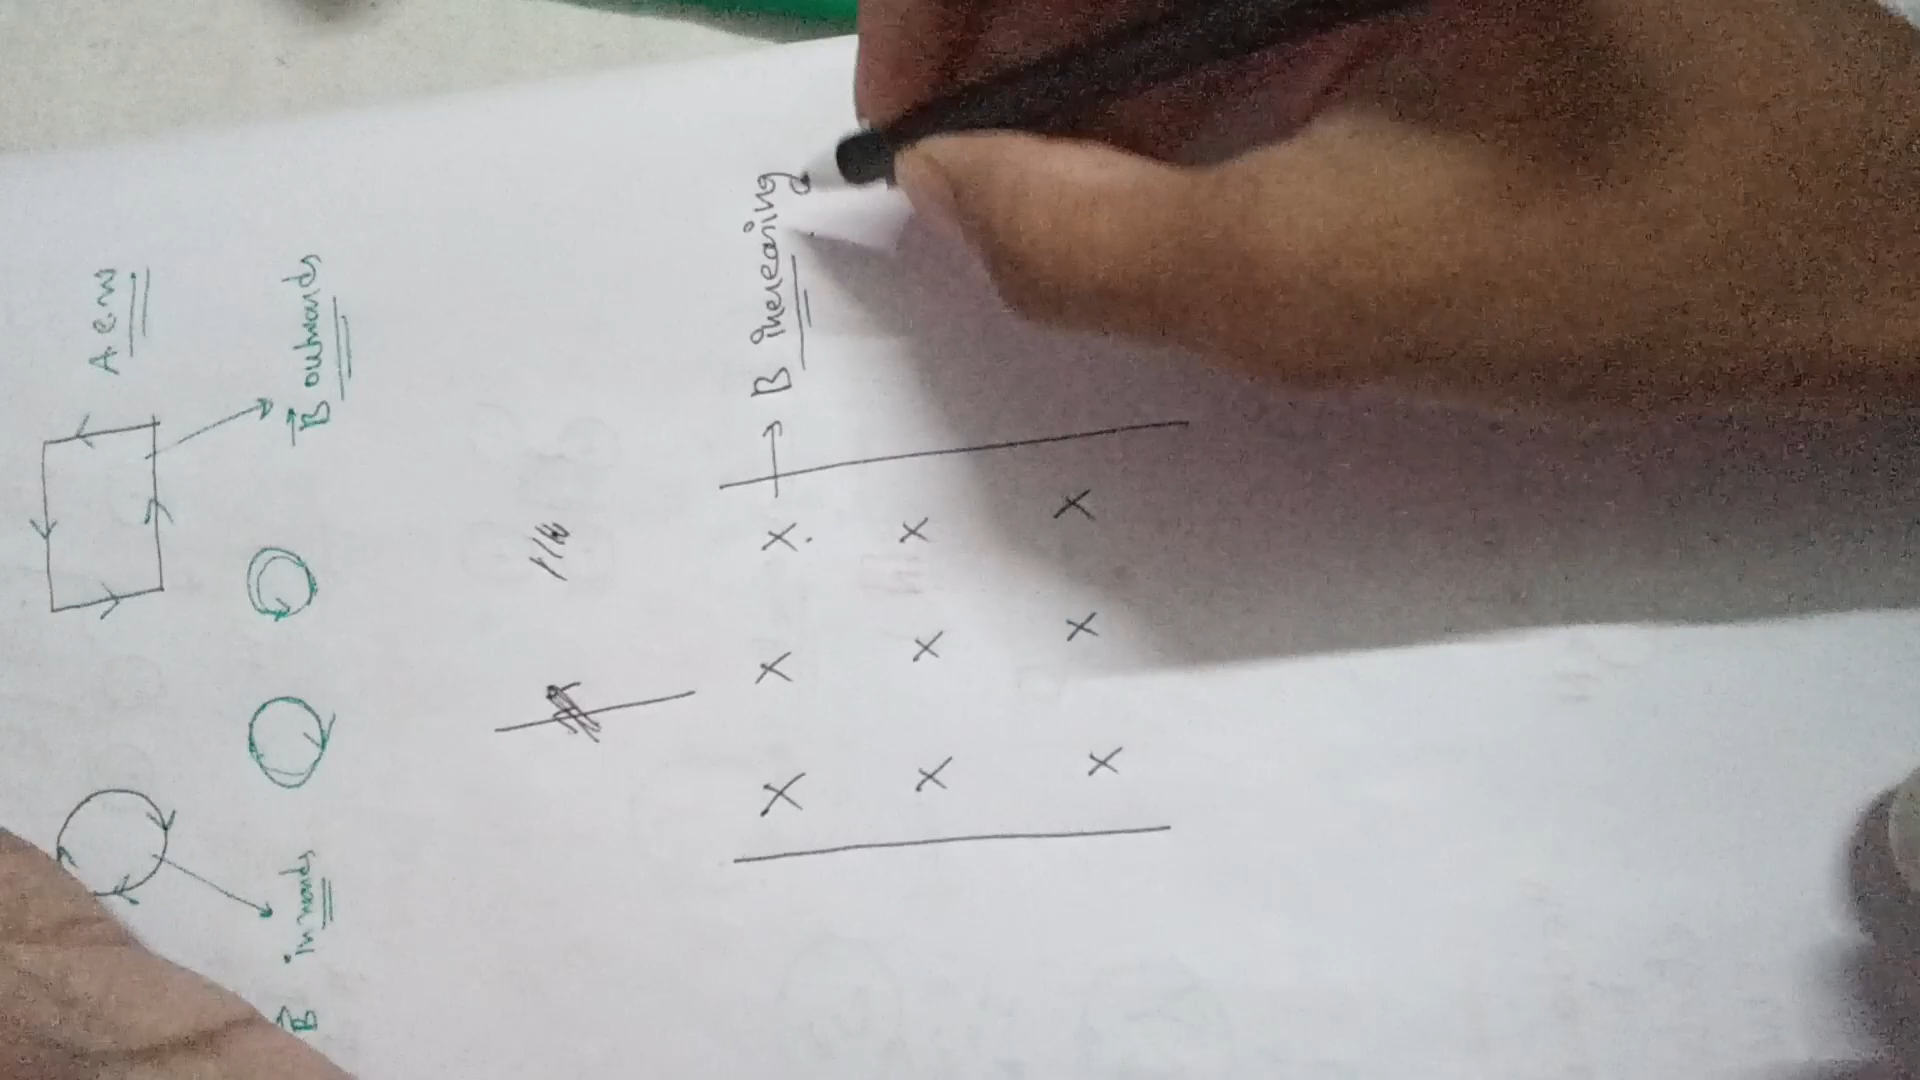 A.C.W
B inwards
B outwards
→ B increasing
X X X
X X X
X X X